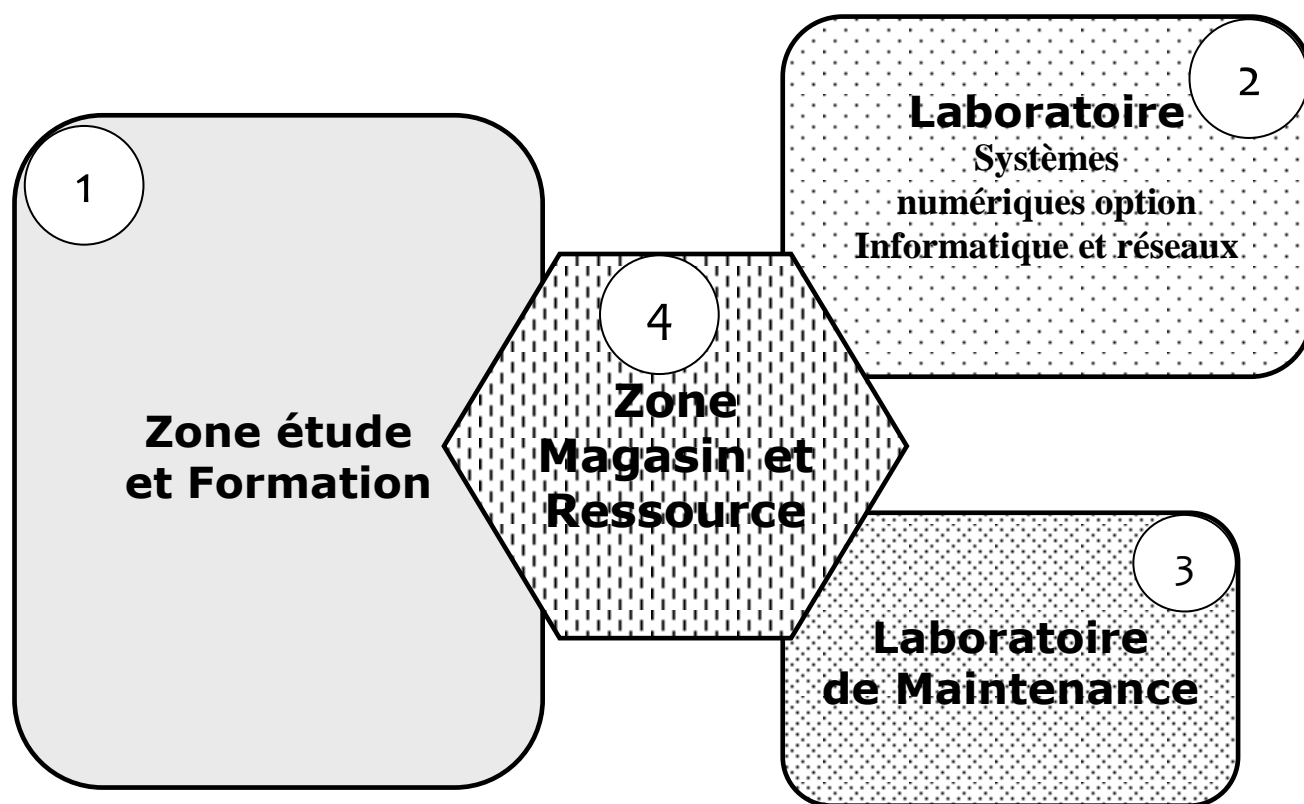 1
Zone étude
et Formation
2
Laboratoire
Systèmes
numériques option
Informatique et réseaux
4
Zone
Magasin et
Ressource
3
Laboratoire
de Maintenance